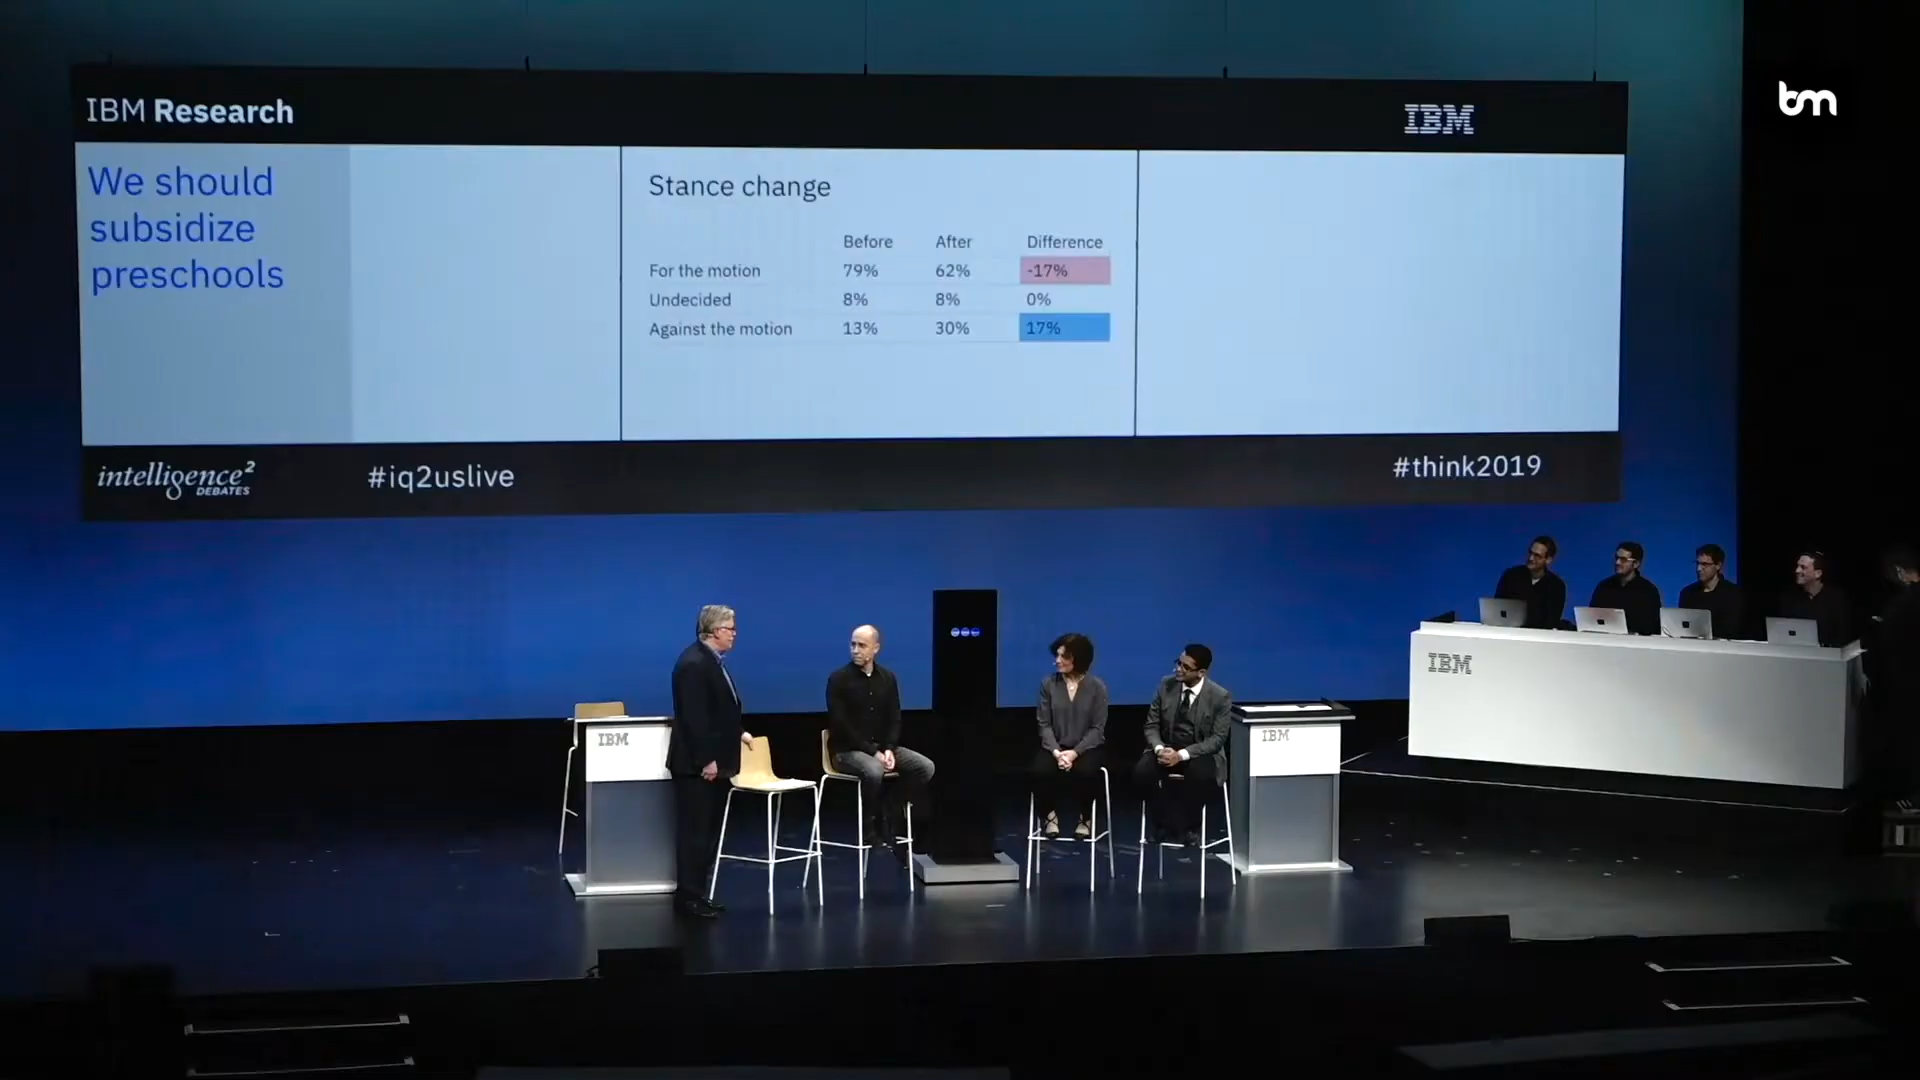 IBM Research
IBM
bm
We should
subsidize
preschools
Stance change
Before After Difference
For the motion 79% 62% -17%
Undecided 8% 8% 0%
Against the motion 13% 30% 17%
intelligence²
DEBATES
#iq2uslive
#think2019
IBM
IBM
IBM